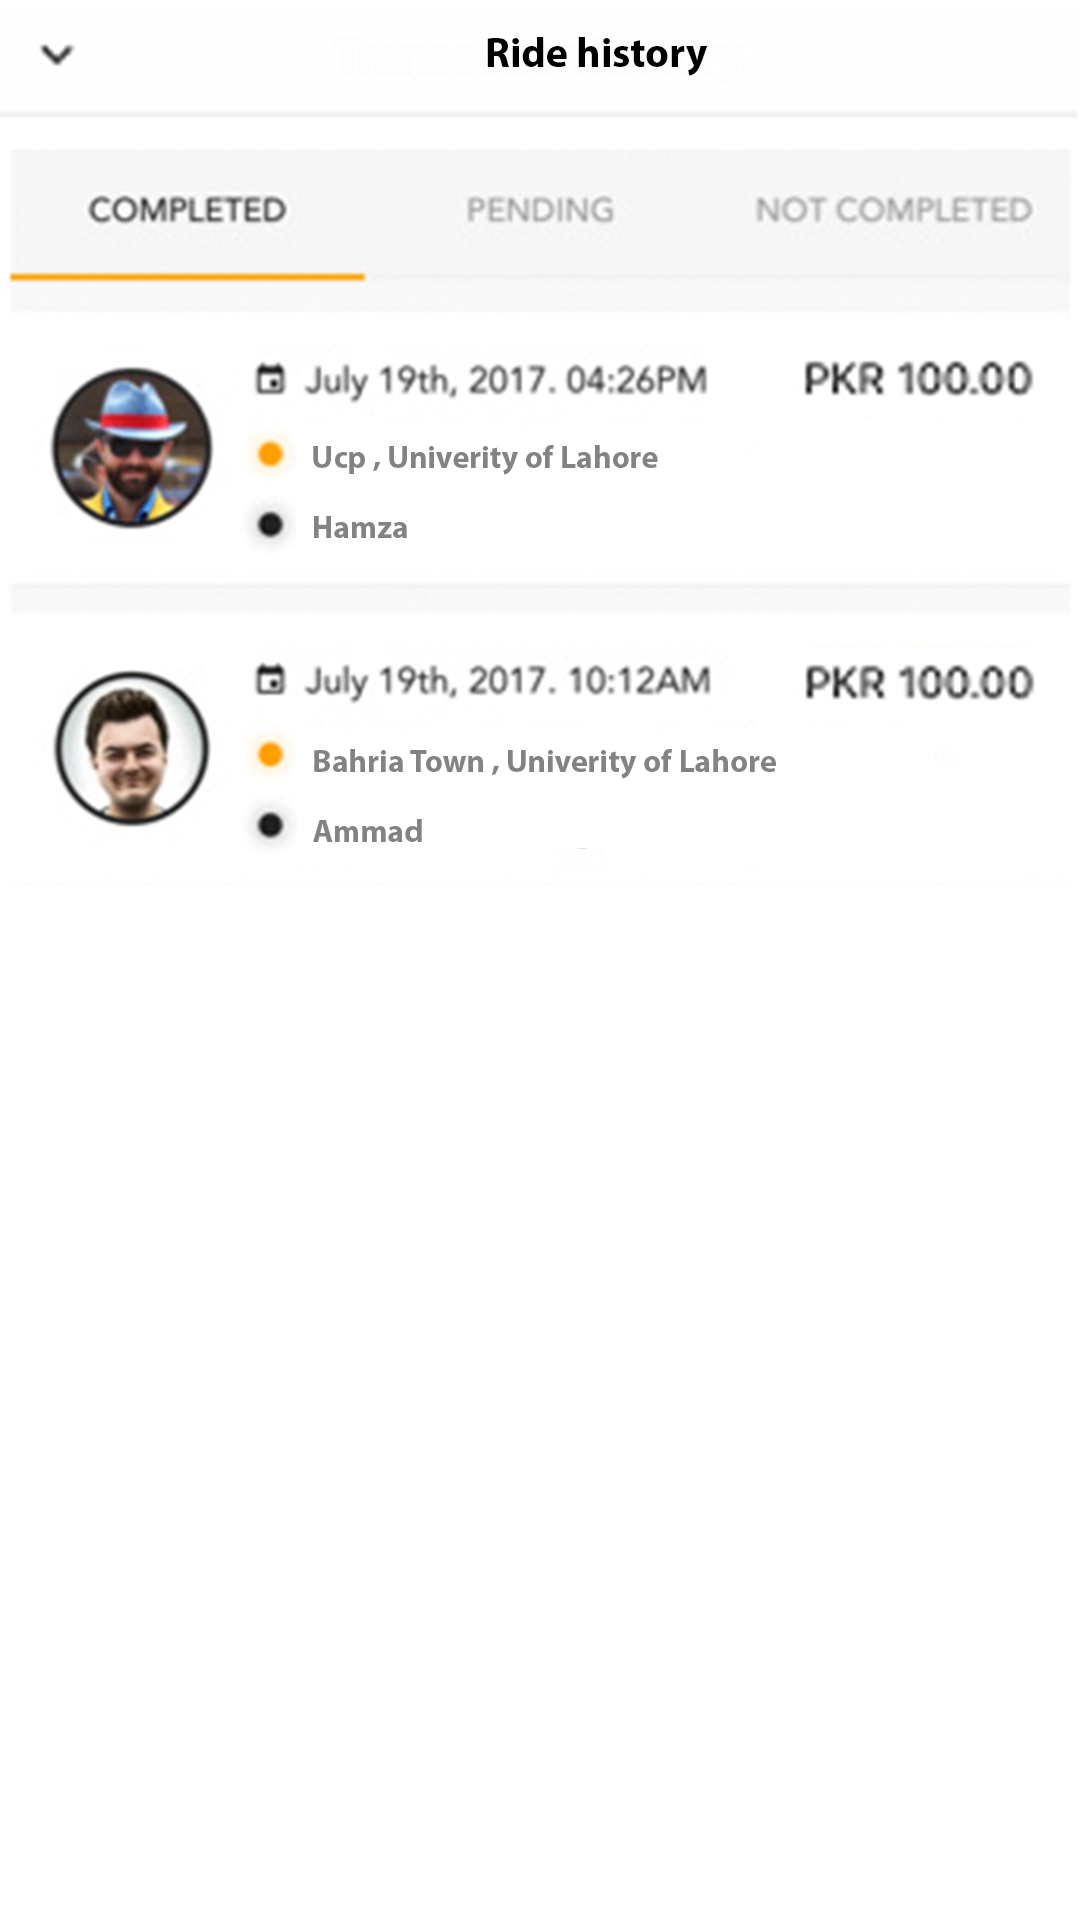 Ride history
COMPLETED PENDING NOT COMPLETED
July 19th, 2017. 04:26PM PKR 100.00
Ucp , Univerity of Lahore
Hamza
July 19th, 2017. 10:12AM PKR 100.00
Bahria Town , Univerity of Lahore
Ammad